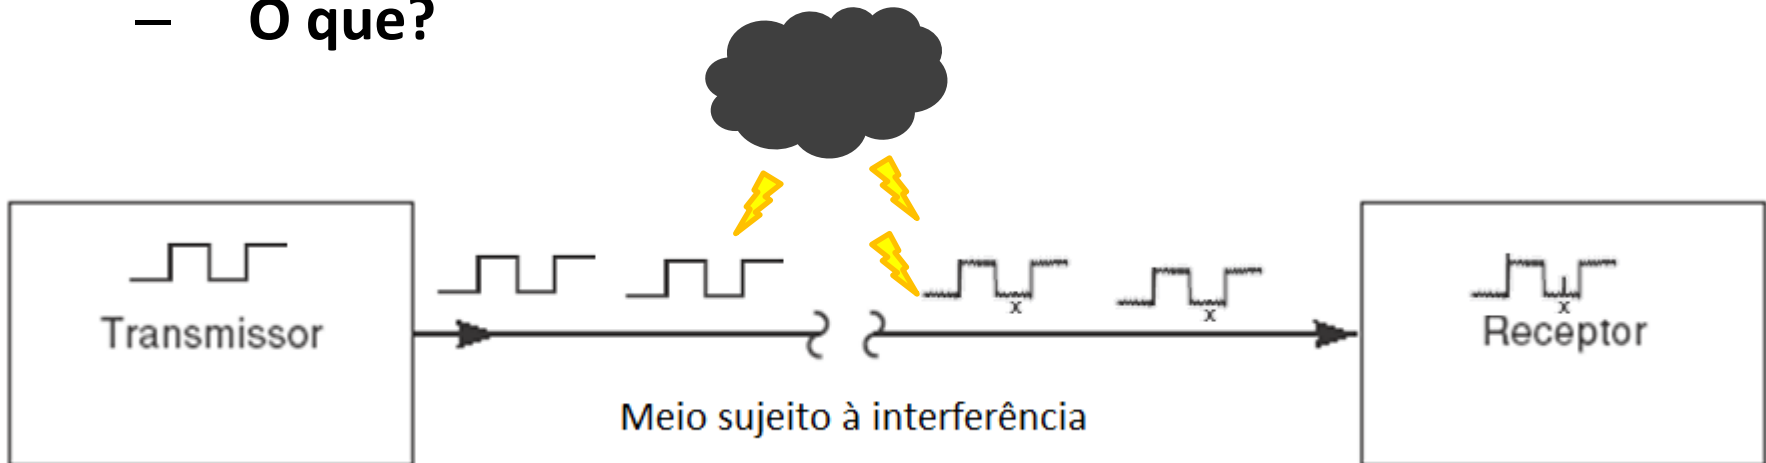 – O que?
x x x
Transmissor Receptor
Meio sujeito à interferência